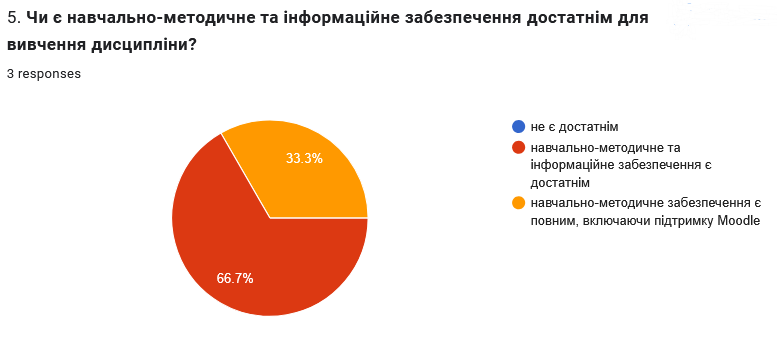 5. Чи є навчально-методичне та інформаційне забезпечення достатнім для
вивчення дисципліни?
3 responses
33.3%
66.7%
не є достатнім
навчально-методичне та
інформаційне забезпечення є
достатнім
навчально-методичне забезпечення є
повним, включаючи підтримку Moodle